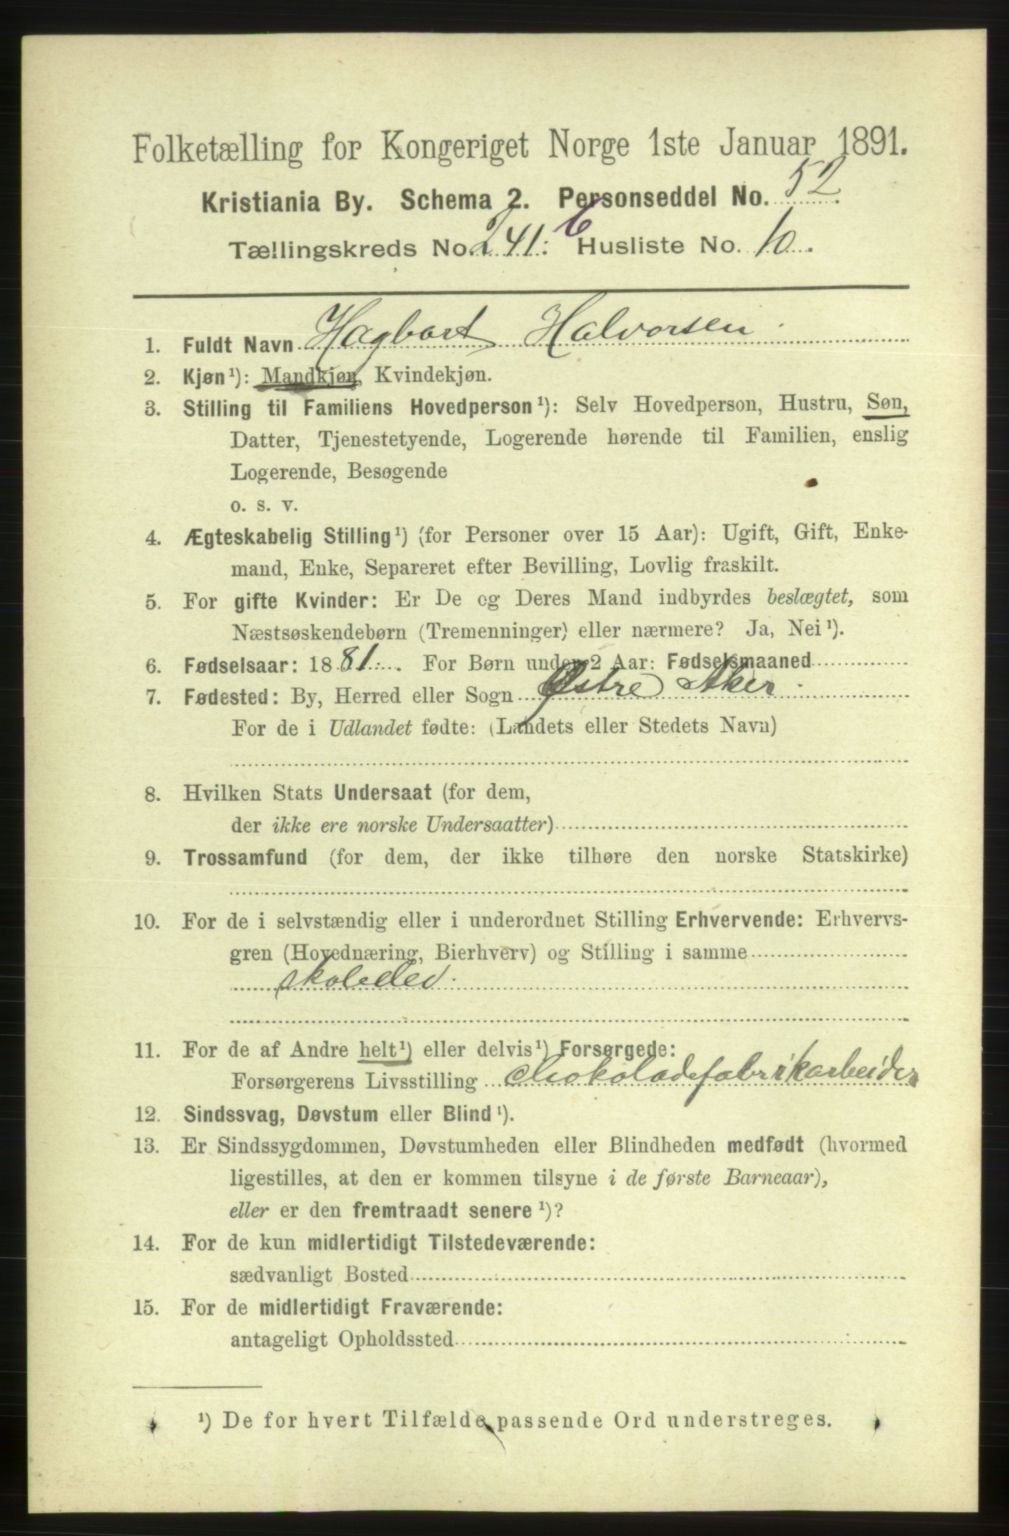 Folketælling for Kongeriget Norge 1ste Januar 1891.
Kristiania By. Schema 2. Personseddel No. 52
Tællingskreds No. 241: 6 Husliste No. 10.
1. Fuldt Navn Hagbart Halvorsen.
2. Kjøn¹): Mandkjøn, Kvindekjøn.
3. Stilling til Familiens Hovedperson¹): Selv Hovedperson, Hustru, Søn,
Datter, Tjenestetyende, Logerende hørende til Familien, enslig
Logerende, Besøgende
o. s. v.
4. Ægteskabelig Stilling¹) (for Personer over 15 Aar): Ugift, Gift, Enke-
mand, Enke, Separeret efter Bevilling, Lovlig fraskilt.
5. For gifte Kvinder: Er De og Deres Mand indbyrdes beslægtet, som
Næstsøskendebørn (Tremenninger) eller nærmere? Ja, Nei¹).
6. Fødselsaar: 1881. For Børn under 2 Aar: Fødselsmaaned
7. Fødested: By, Herred eller Sogn Østre Aker.
For de i Udlandet fødte: (Landets eller Stedets Navn)
8. Hvilken Stats Undersaat (for dem,
der ikke ere norske Undersaatter)
9. Trossamfund (for dem, der ikke tilhøre den norske Statskirke)
10. For de i selvstændig eller i underordnet Stilling Erhvervende: Erhvervs-
gren (Hovednæring, Bierhverv) og Stilling i samme
skoleelev.
11. For de af Andre helt¹) eller delvis¹) Forsørgede:
Forsørgerens Livsstilling chokoladefabrikarbeider
12. Sindssvag, Døvstum eller Blind¹).
13. Er Sindssygdommen, Døvstumheden eller Blindheden medfødt (hvormed
ligestilles, at den er kommen tilsyne i de første Barneaar),
eller er den fremtraadt senere¹)?
14. For de kun midlertidigt Tilstedeværende:
sædvanligt Bosted
15. For de midlertidigt Fraværende:
antageligt Opholdssted
¹) De for hvert Tilfælde passende Ord understreges.